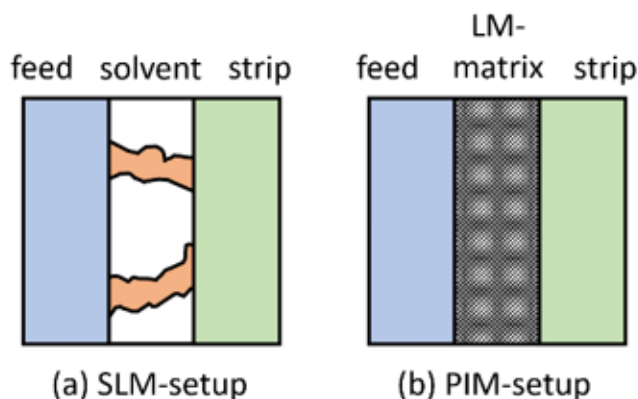 feed solvent strip
LM-
feed matrix strip
(a) SLM-setup
(b) PIM-setup